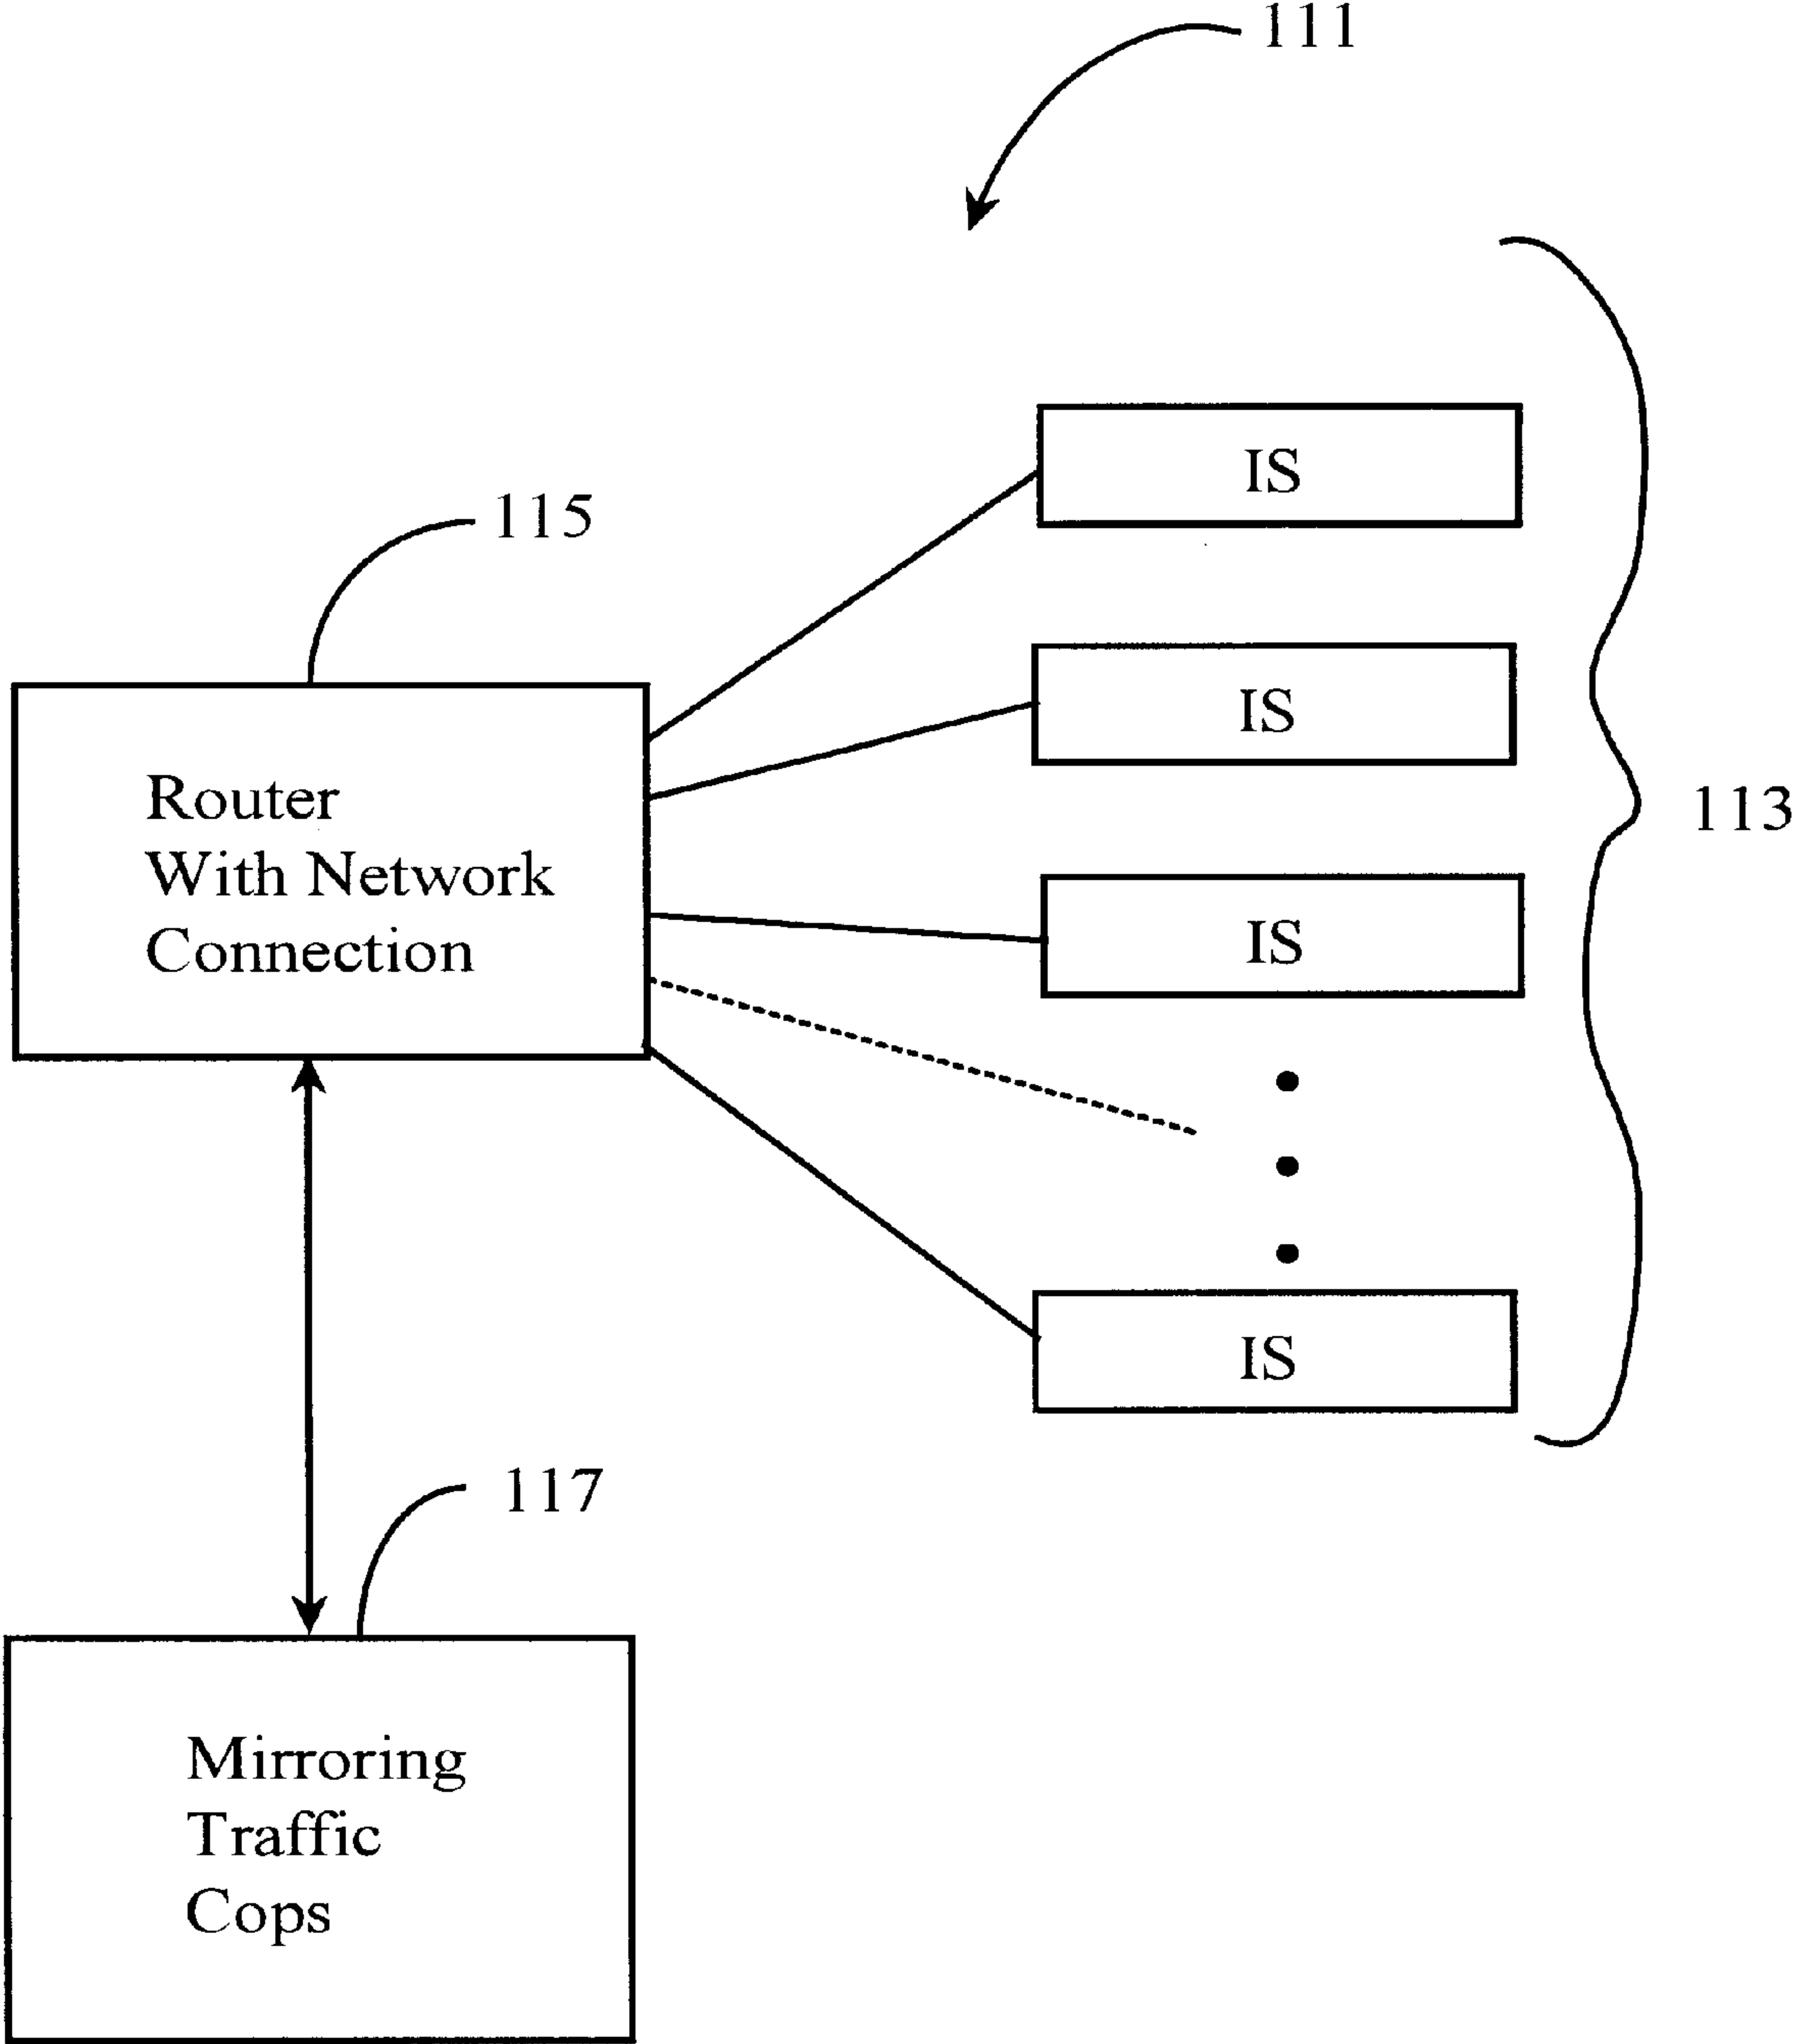 111
IS
115
IS
Router
With Network
Connection
113
IS
IS
117
Mirroring
Traffic
Cops